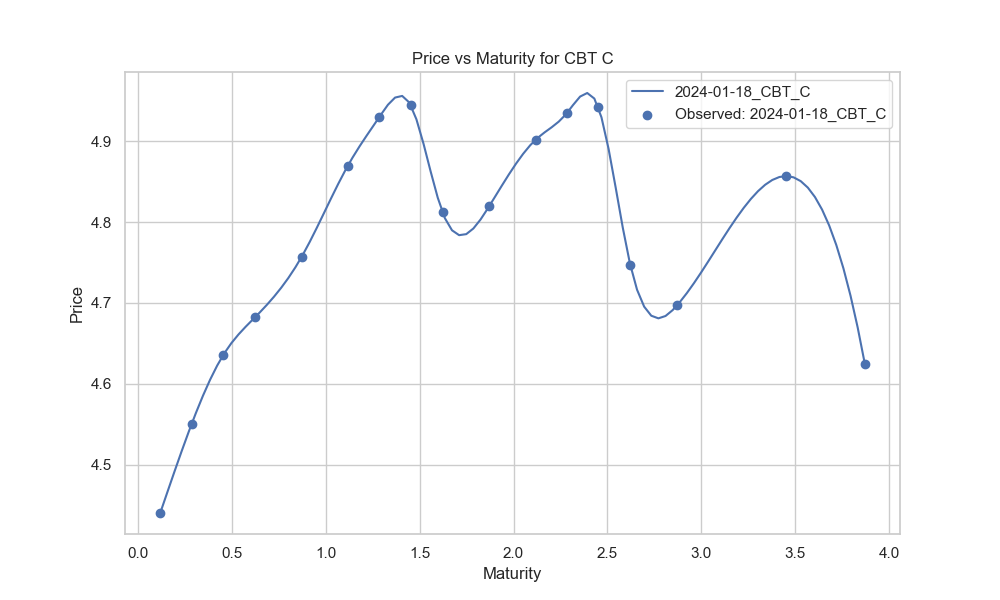 Price vs Maturity for CBT C
2024-01-18_CBT_C
Observed: 2024-01-18_CBT_C
Price
4.9
4.8
4.7
4.6
4.5
0.0 0.5 1.0 1.5 2.0 2.5 3.0 3.5 4.0
Maturity